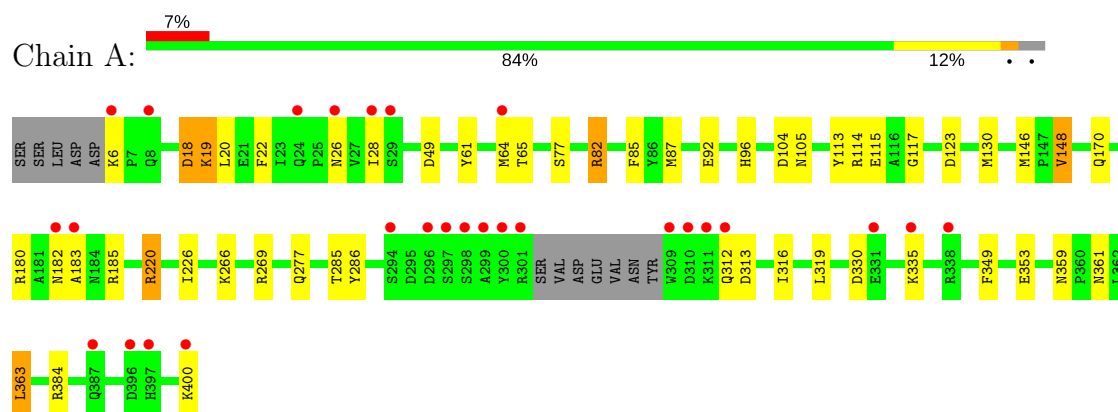 7%
Chain A:
84% 12% • •
SER SER LEU ASP ASP K6 P7 Q8 D18 K19 L20 E21 F22 I23 Q24 P25 N26 V27 I28 S29 D49 Y61 M64 T65 S77 R82 F85 Y86 M87 E92 H96 D104 N105 Y113 R114 E115 A116 G117 D123 M130 M146 P147 V148 Q170
R180 A181 N182 A183 N184 R185 R220 I226 K266 R269 Q277 T285 Y286 S294 D295 D296 S297 S298 A299 Y300 R301 SER VAL ASP GLU VAL ASN TYR W309 D310 K311 Q312 D313 I316 L319 D330 E331 K335 R338 F349 E353 N359 P360 N361 L362
L363 R384 Q387 D396 H397 K400